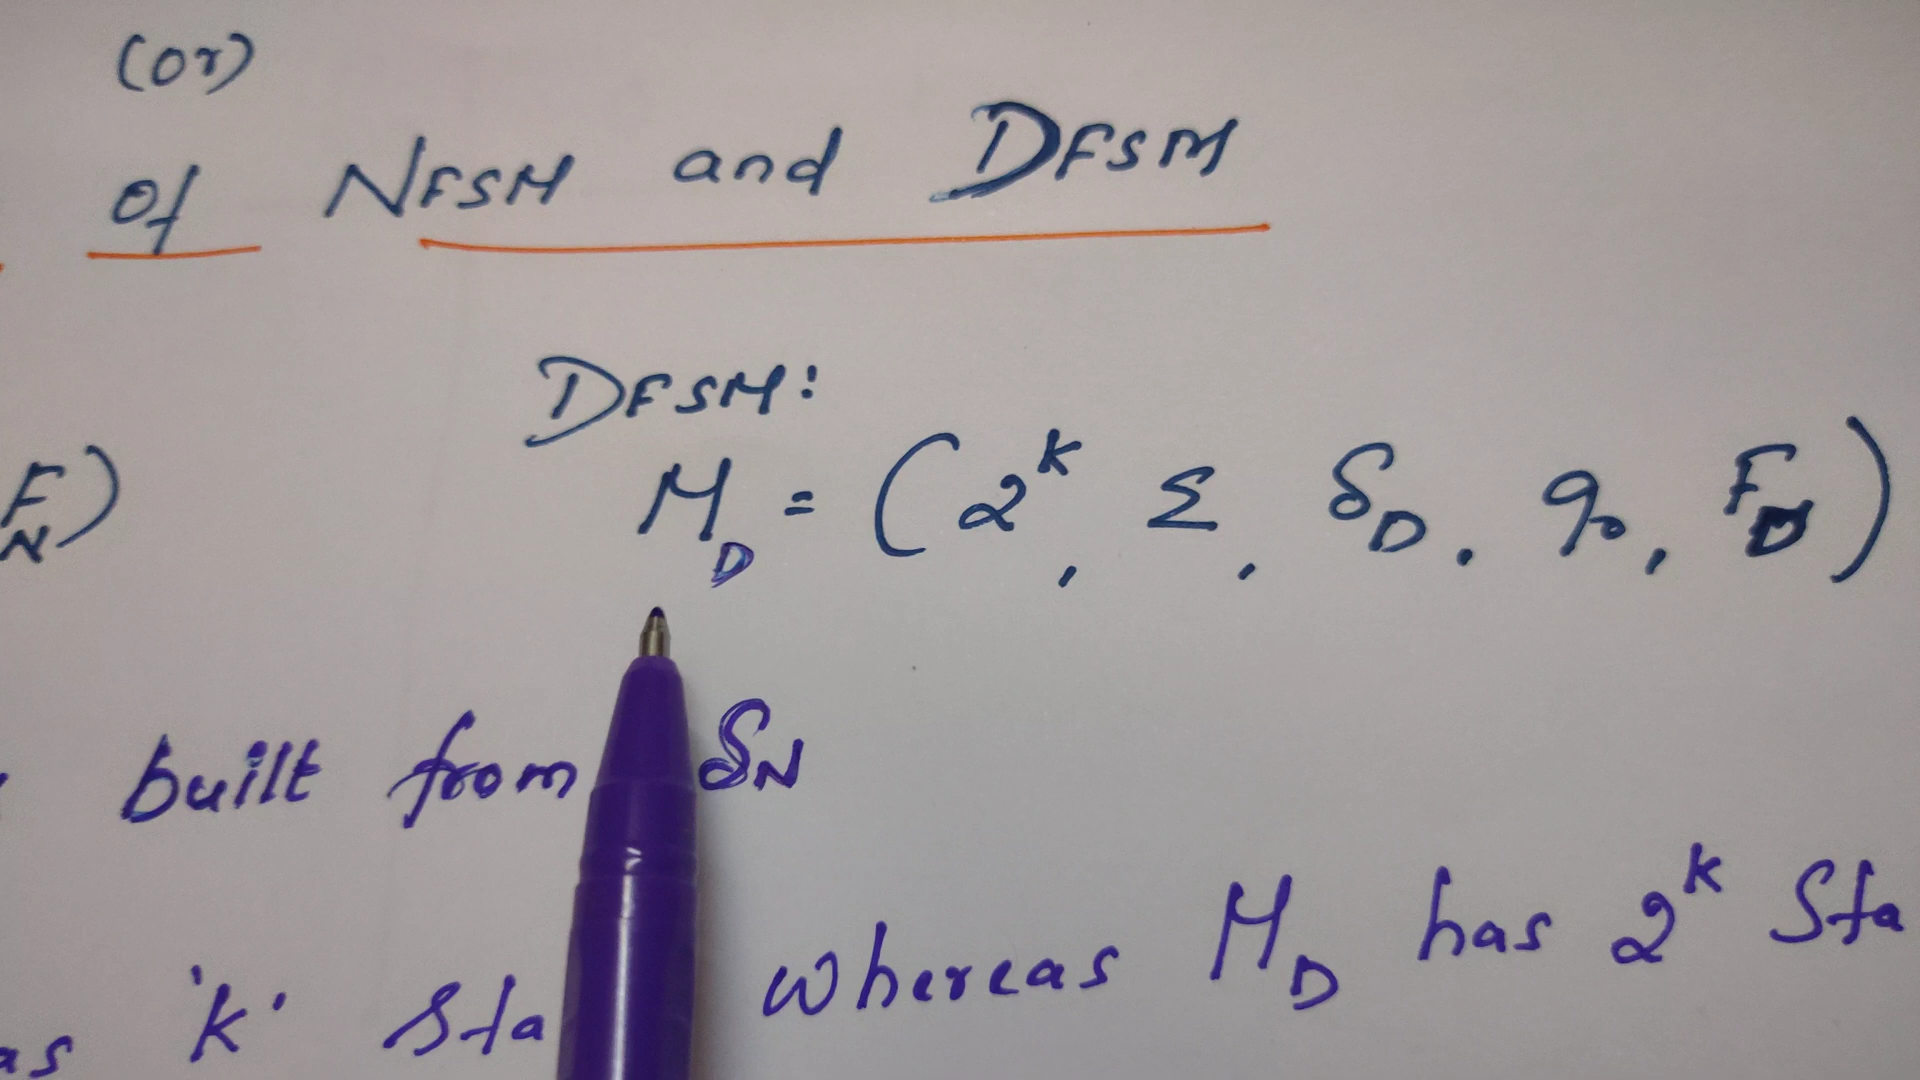 (or)
of NFSM and DFSM
DFSM:
F_N) M_D = (2^K, Σ, δ_D, q_0, F_D)
built from δ_N
as 'k' Sta whereas M_D has 2^K Sta